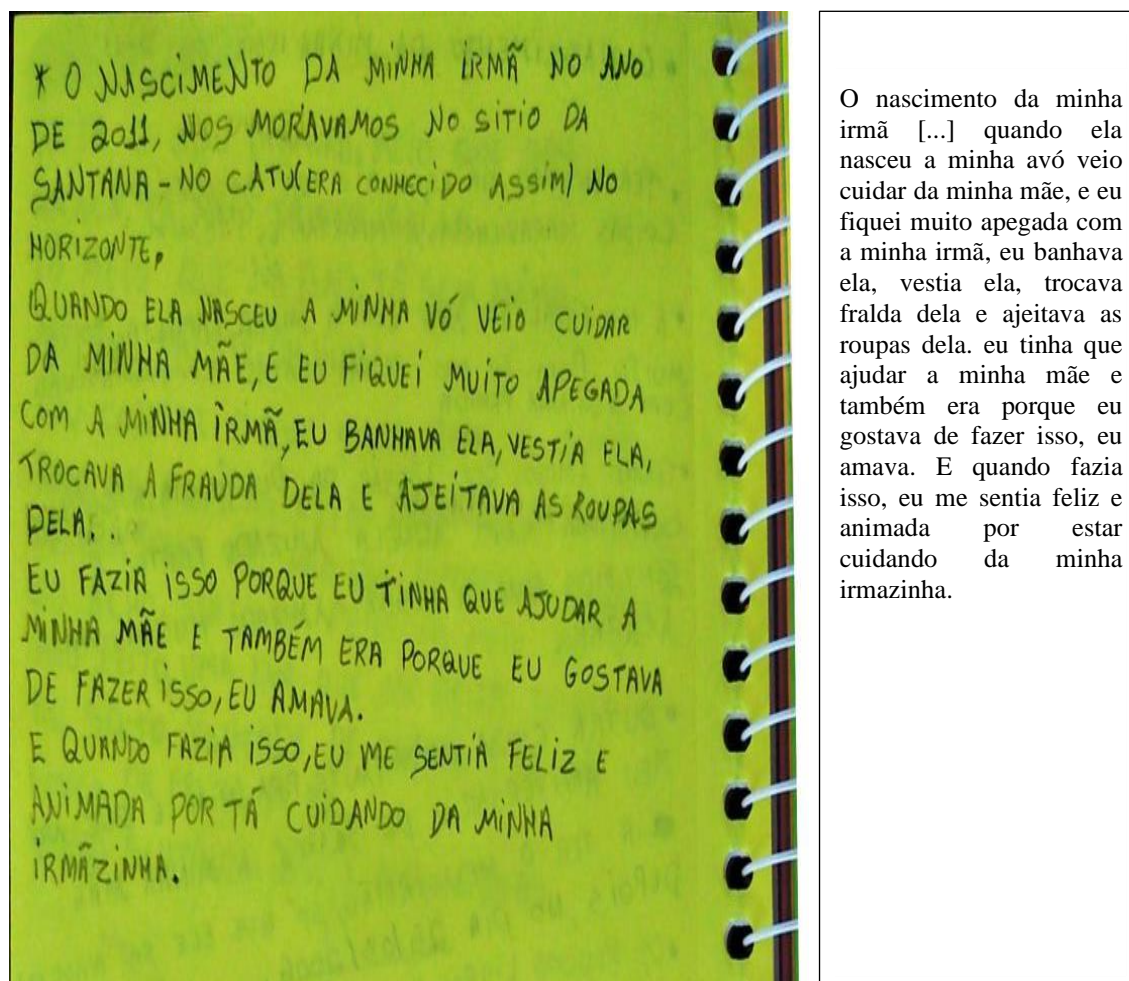 * O NASCIMENTO DA MINHA IRMÃ NO ANO
DE 2011, NOS MORAVAMOS NO SITIO DA
SANTANA - NO CATU(ERA CONHECIDO ASSIM) NO
HORIZONTE,
QUANDO ELA NASCEU A MINHA VÓ VEIO CUIDAR
DA MINHA MÃE, E EU FIQUEI MUITO APEGADA
COM A MINHA IRMÃ, EU BANHAVA ELA, VESTIA ELA,
TROCAVA A FRAUDA DELA E AJEITAVA AS ROUPAS
DELA..
EU FAZIA ISSO PORQUE EU TINHA QUE AJUDAR A
MINHA MÃE E TAMBÉM ERA PORQUE EU GOSTAVA
DE FAZER ISSO, EU AMAVA.
E QUANDO FAZIA ISSO, EU ME SENTIA FELIZ E
ANIMADA POR TÁ CUIDANDO DA MINHA
IRMÃZINHA.
O nascimento da minha
irmã [...] quando ela
nasceu a minha avó veio
cuidar da minha mãe, e eu
fiquei muito apegada com
a minha irmã, eu banhava
ela, vestia ela, trocava
fralda dela e ajeitava as
roupas dela. eu tinha que
ajudar a minha mãe e
também era porque eu
gostava de fazer isso, eu
amava. E quando fazia
isso, eu me sentia feliz e
animada por estar
cuidando da minha
irmazinha.